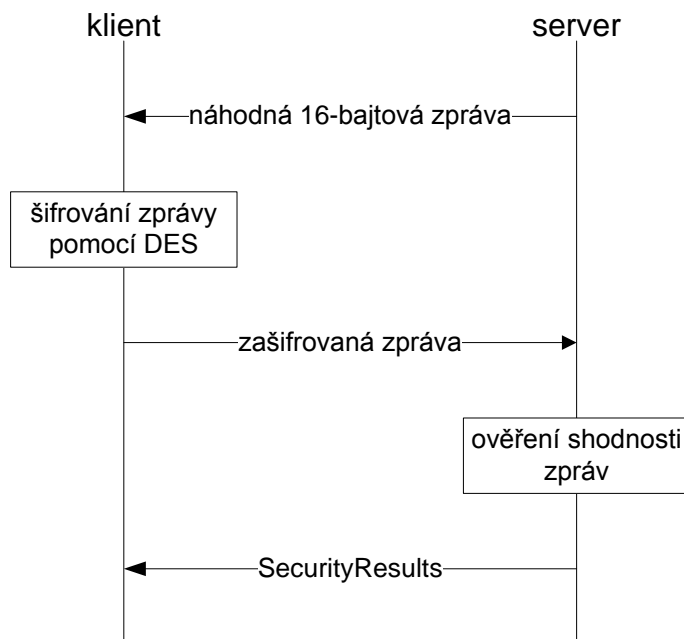 klient
server
náhodná 16-bajtová zpráva
šifrování zprávy
pomocí DES
zašifrovaná zpráva
ověření shodnosti
zpráv
SecurityResults